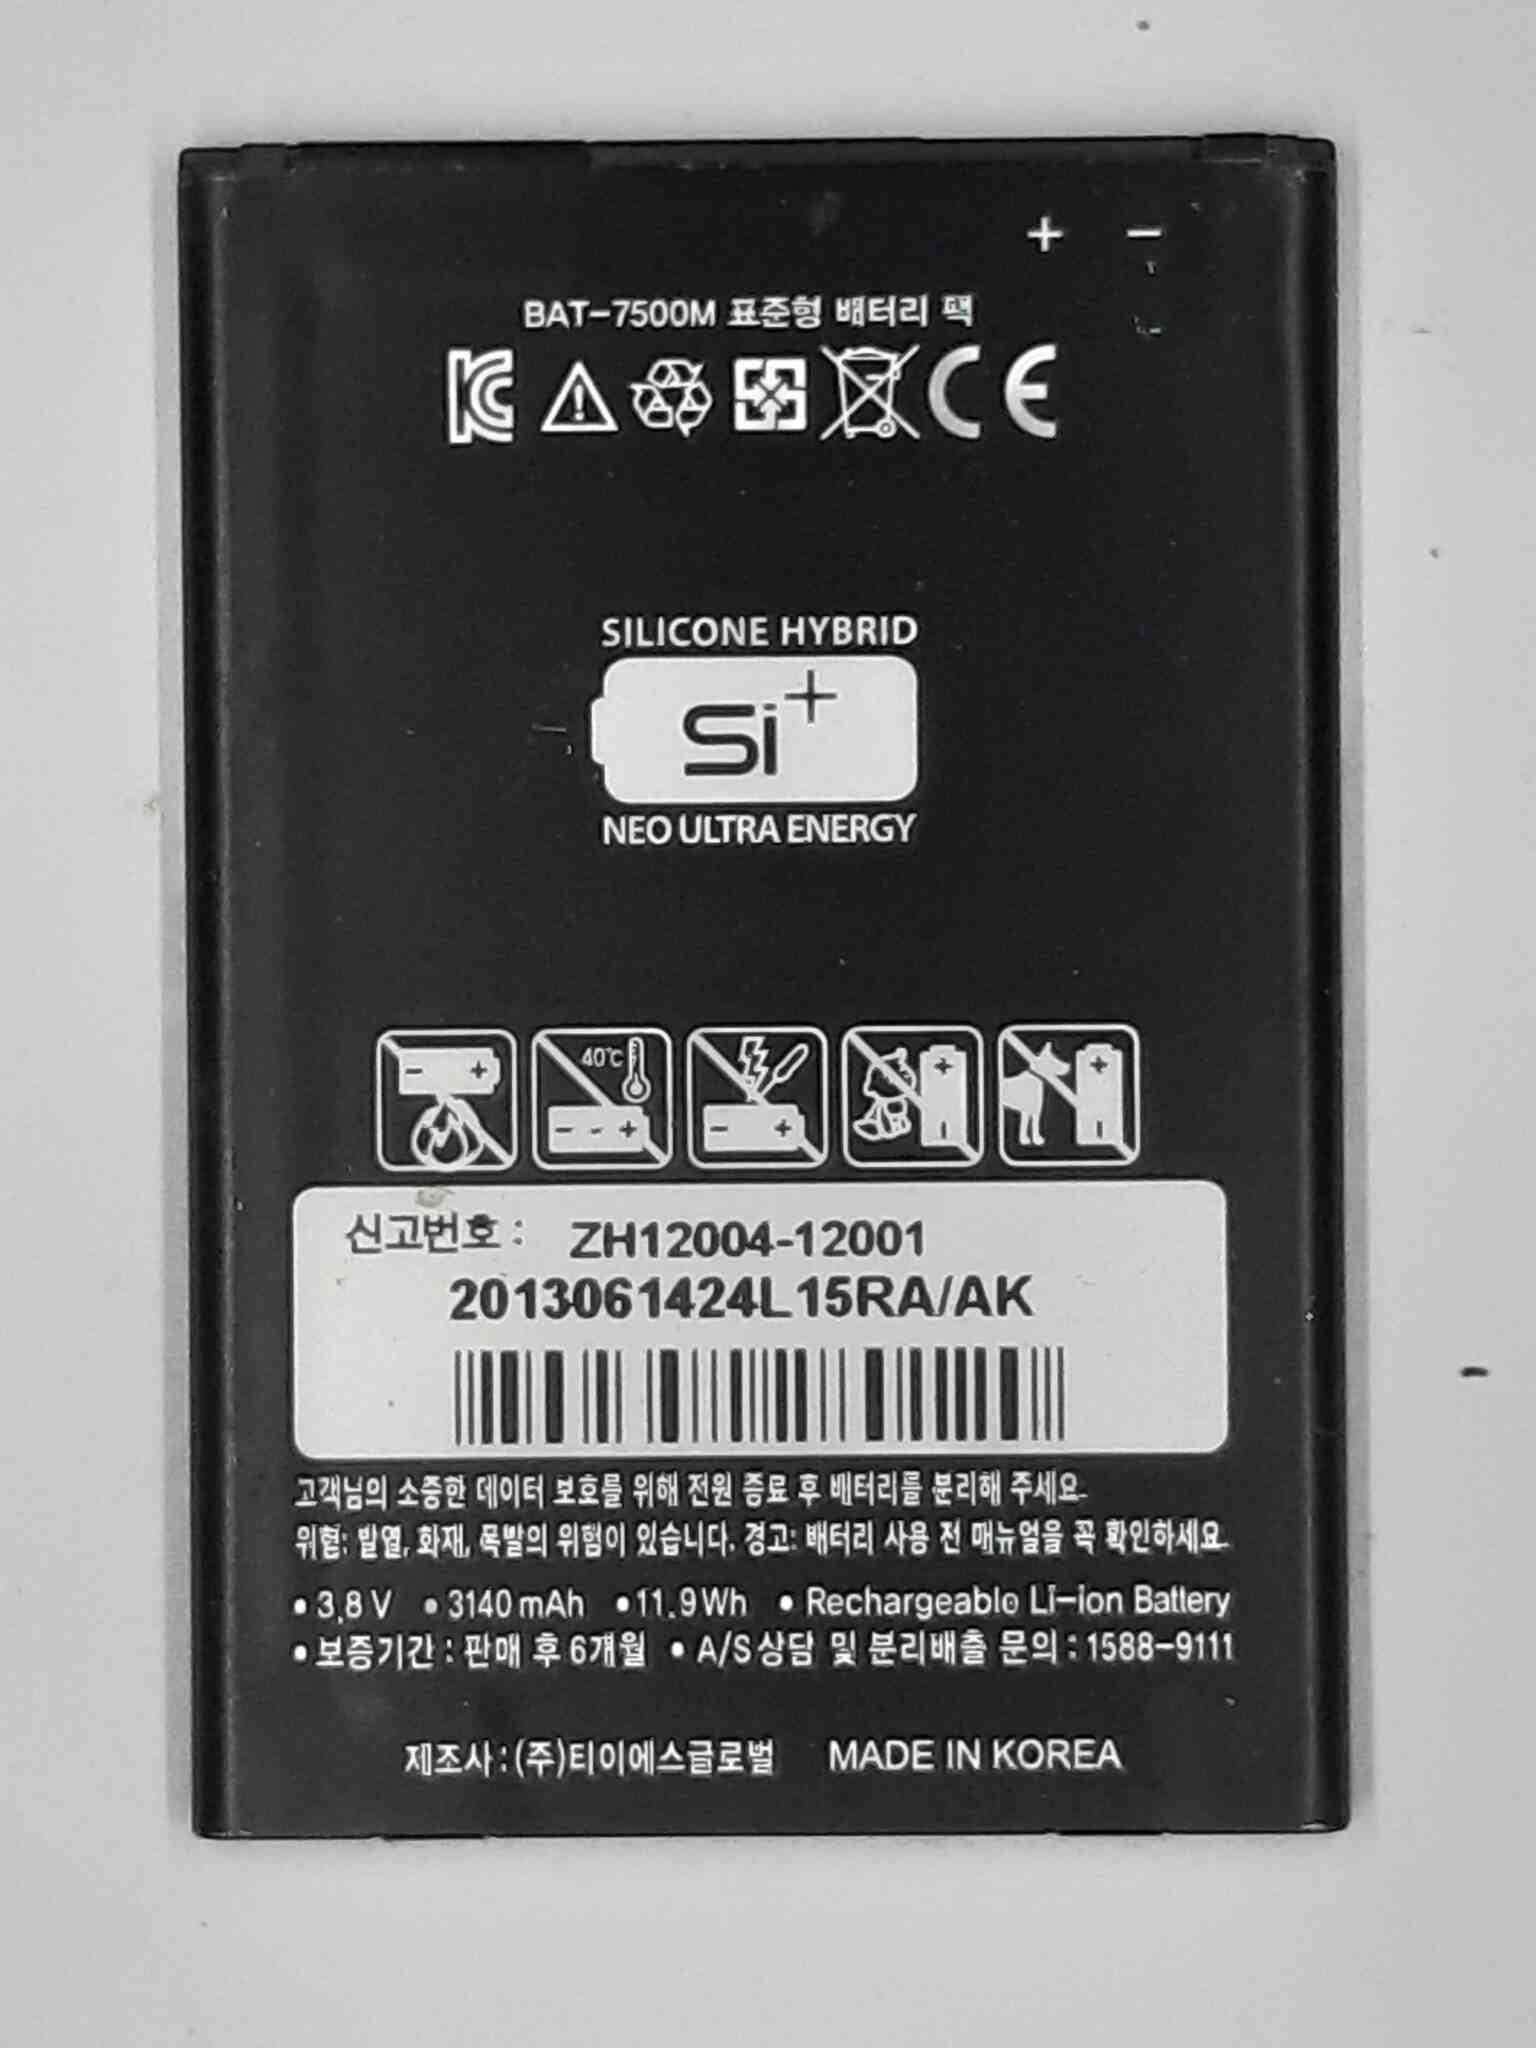 + −
BAT-7500M 표준형 배터리 팩
KC CE
SILICONE HYBRID
Si+
NEO ULTRA ENERGY
- +
40℃
- +
- +
+ -
+ -
신고번호 : ZH12004-12001
2013061424L15RA/AK
고객님의 소중한 데이터 보호를 위해 전원 종료 후 배터리를 분리해 주세요.
위험: 발열, 화재, 폭발의 위험이 있습니다. 경고: 배터리 사용 전 매뉴얼을 꼭 확인하세요.
• 3.8 V • 3140 mAh • 11.9 Wh • Rechargeable Li-ion Battery
• 보증기간 : 판매 후 6개월 • A/S 상담 및 분리배출 문의 : 1588-9111
제조사 : (주)티이에스글로벌 MADE IN KOREA